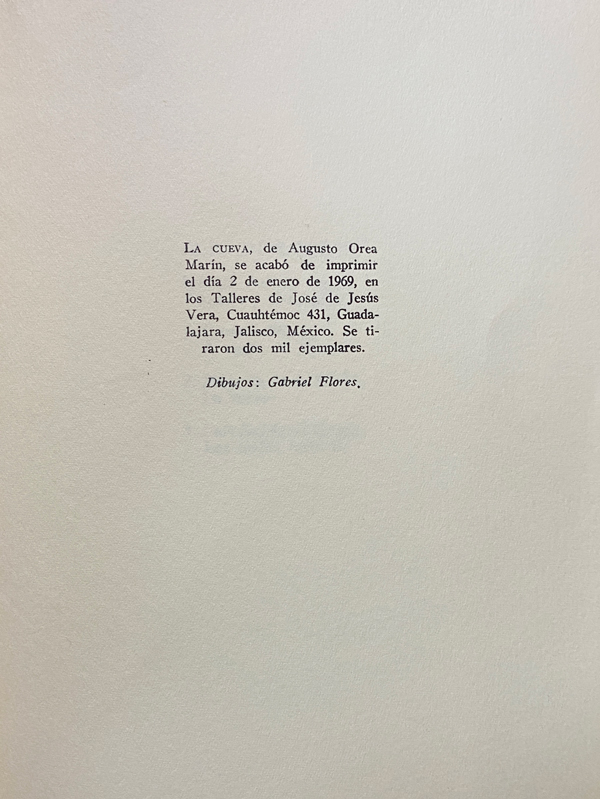 LA CUEVA, de Augusto Orea
Marín, se acabó de imprimir
el día 2 de enero de 1969, en
los Talleres de José de Jesús
Vera, Cuauhtémoc 431, Guada-
lajara, Jalisco, México. Se ti-
raron dos mil ejemplares.
Dibujos: Gabriel Flores.